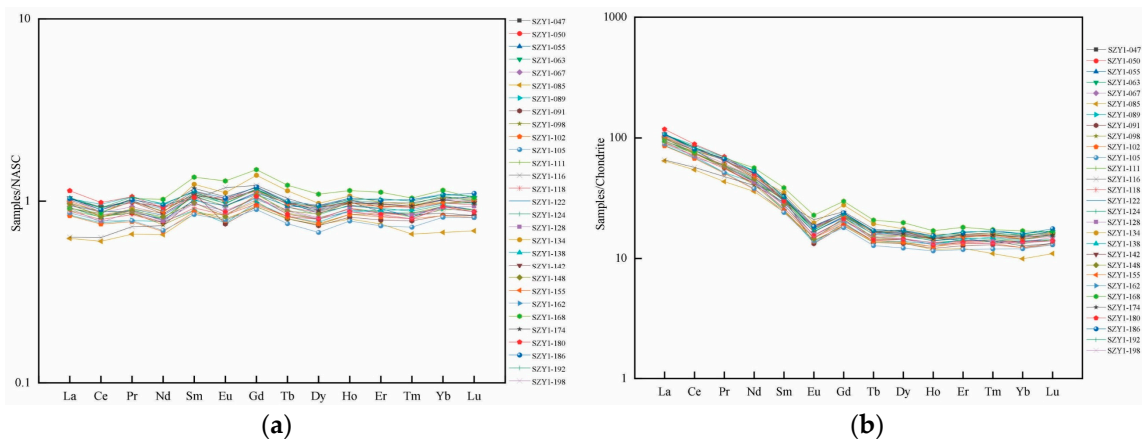 10
1
0.1
Samples/NASC
La Ce Pr Nd Sm Eu Gd Tb Dy Ho Er Tm Yb Lu
SZY1-047
SZY1-050
SZY1-055
SZY1-063
SZY1-067
SZY1-085
SZY1-089
SZY1-091
SZY1-098
SZY1-102
SZY1-105
SZY1-111
SZY1-116
SZY1-118
SZY1-122
SZY1-124
SZY1-128
SZY1-134
SZY1-138
SZY1-142
SZY1-148
SZY1-155
SZY1-162
SZY1-168
SZY1-174
SZY1-180
SZY1-186
SZY1-192
SZY1-198
(a)
1000
100
10
1
Samples/Chondrite
La Ce Pr Nd Sm Eu Gd Tb Dy Ho Er Tm Yb Lu
SZY1-047
SZY1-050
SZY1-055
SZY1-063
SZY1-067
SZY1-085
SZY1-089
SZY1-091
SZY1-098
SZY1-102
SZY1-105
SZY1-111
SZY1-116
SZY1-118
SZY1-122
SZY1-124
SZY1-128
SZY1-134
SZY1-138
SZY1-142
SZY1-148
SZY1-155
SZY1-162
SZY1-168
SZY1-174
SZY1-180
SZY1-186
SZY1-192
SZY1-198
(b)